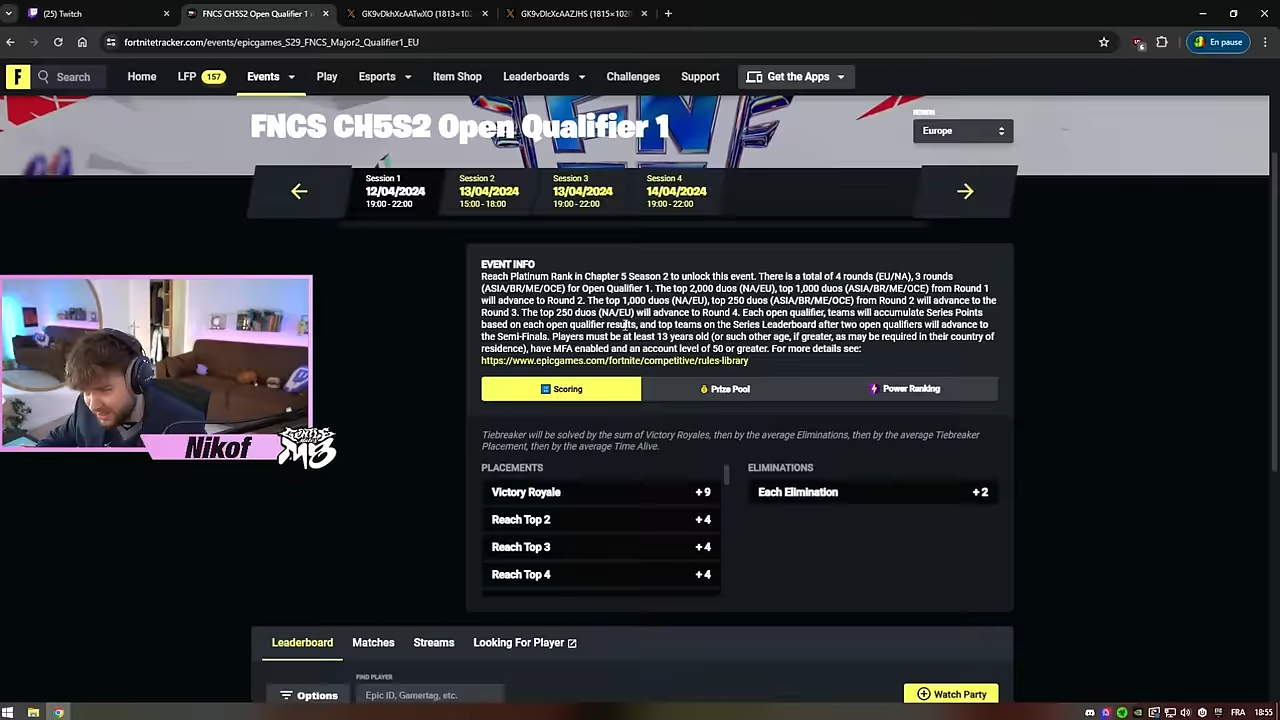 (25) Twitch
FNCS CH5S2 Open Qualifier 1
GK9vDkhXcAATwXO (1813×102
GK9vDlcXcAAZJHS (1815×102
fortnitetracker.com/events/epicgames_S29_FNCS_Major2_Qualifier1_EU
En pause
F
Search
Home
LFP 157
Events
Play
Esports
Item Shop
Leaderboards
Challenges
Support
Get the Apps
FNCS CH5S2 Open Qualifier 1
REGION
Europe
Session 1
12/04/2024
19:00 - 22:00
Session 2
13/04/2024
15:00 - 18:00
Session 3
13/04/2024
19:00 - 22:00
Session 4
14/04/2024
19:00 - 22:00
EVENT INFO
Reach Platinum Rank in Chapter 5 Season 2 to unlock this event. There is a total of 4 rounds (EU/NA), 3 rounds
(ASIA/BR/ME/OCE) for Open Qualifier 1. The top 2,000 duos (NA/EU), top 1,000 duos (ASIA/BR/ME/OCE) from Round 1
will advance to Round 2. The top 1,000 duos (NA/EU), top 250 duos (ASIA/BR/ME/OCE) from Round 2 will advance to the
Round 3. The top 250 duos (NA/EU) will advance to Round 4. Each open qualifier, teams will accumulate Series Points
based on each open qualifier results, and top teams on the Series Leaderboard after two open qualifiers will advance to
the Semi-Finals. Players must be at least 13 years old (or such other age, if greater, as may be required in their country of
residence), have MFA enabled and an account level of 50 or greater. For more details see:
https://www.epicgames.com/fortnite/competitive/rules-library
Scoring
Prize Pool
Power Ranking
Tiebreaker will be solved by the sum of Victory Royales, then by the average Eliminations, then by the average Tiebreaker
Placement, then by the average Time Alive.
PLACEMENTS
Victory Royale +9
Reach Top 2 +4
Reach Top 3 +4
Reach Top 4 +4
ELIMINATIONS
Each Elimination +2
Nikof
M8
Leaderboard
Matches
Streams
Looking For Player
FIND PLAYER
Options
Epic ID, Gamertag, etc.
Watch Party
FRA
18:55